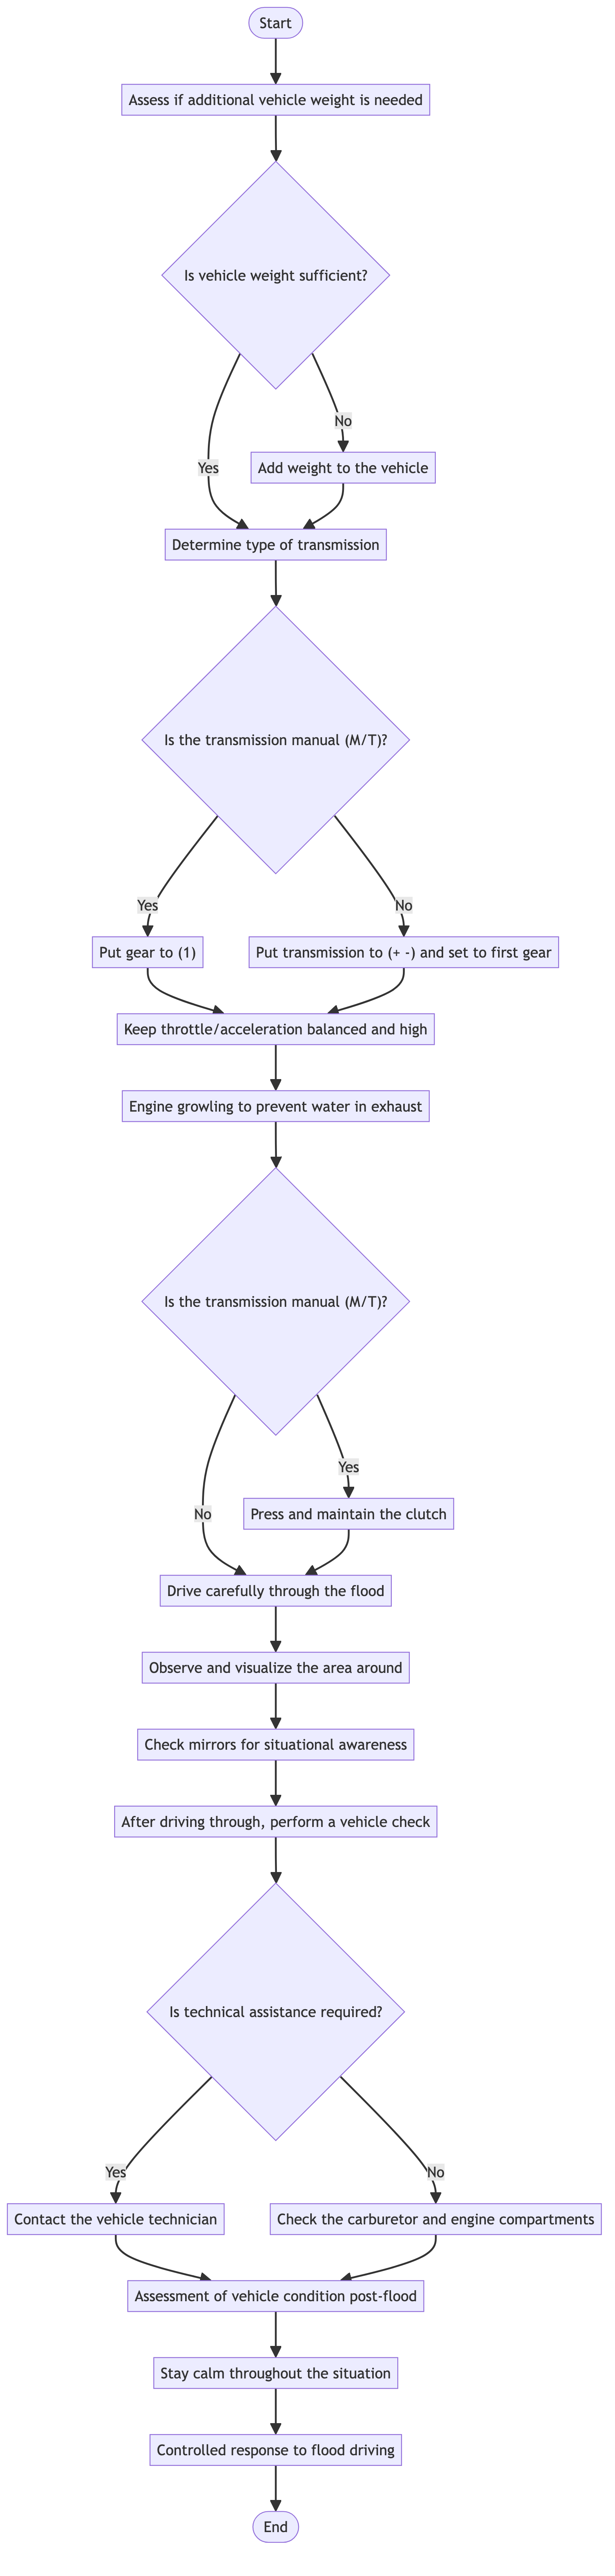 Start
Assess if additional vehicle weight is needed
Is vehicle weight sufficient?
No
Yes
Add weight to the vehicle
Determine type of transmission
Is the transmission manual (M/T)?
Yes
No
Put gear to (1)
Put transmission to (+ -) and set to first gear
Keep throttle/acceleration balanced and high
Engine growling to prevent water in exhaust
Is the transmission manual (M/T)?
Yes
No
Press and maintain the clutch
Drive carefully through the flood
Observe and visualize the area around
Check mirrors for situational awareness
After driving through, perform a vehicle check
Is technical assistance required?
Yes
No
Contact the vehicle technician
Check the carburetor and engine compartments
Assessment of vehicle condition post-flood
Stay calm throughout the situation
Controlled response to flood driving
End